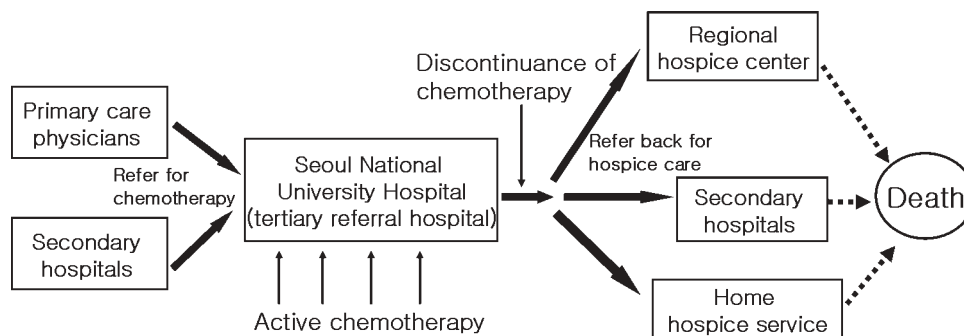 Primary care
physicians
Secondary
hospitals
Refer for
chemotherapy
Seoul National
University Hospital
(tertiary referral hospital)
Active chemotherapy
Discontinuance of
chemotherapy
Refer back for
hospice care
Regional
hospice center
Secondary
hospitals
Home
hospice service
Death